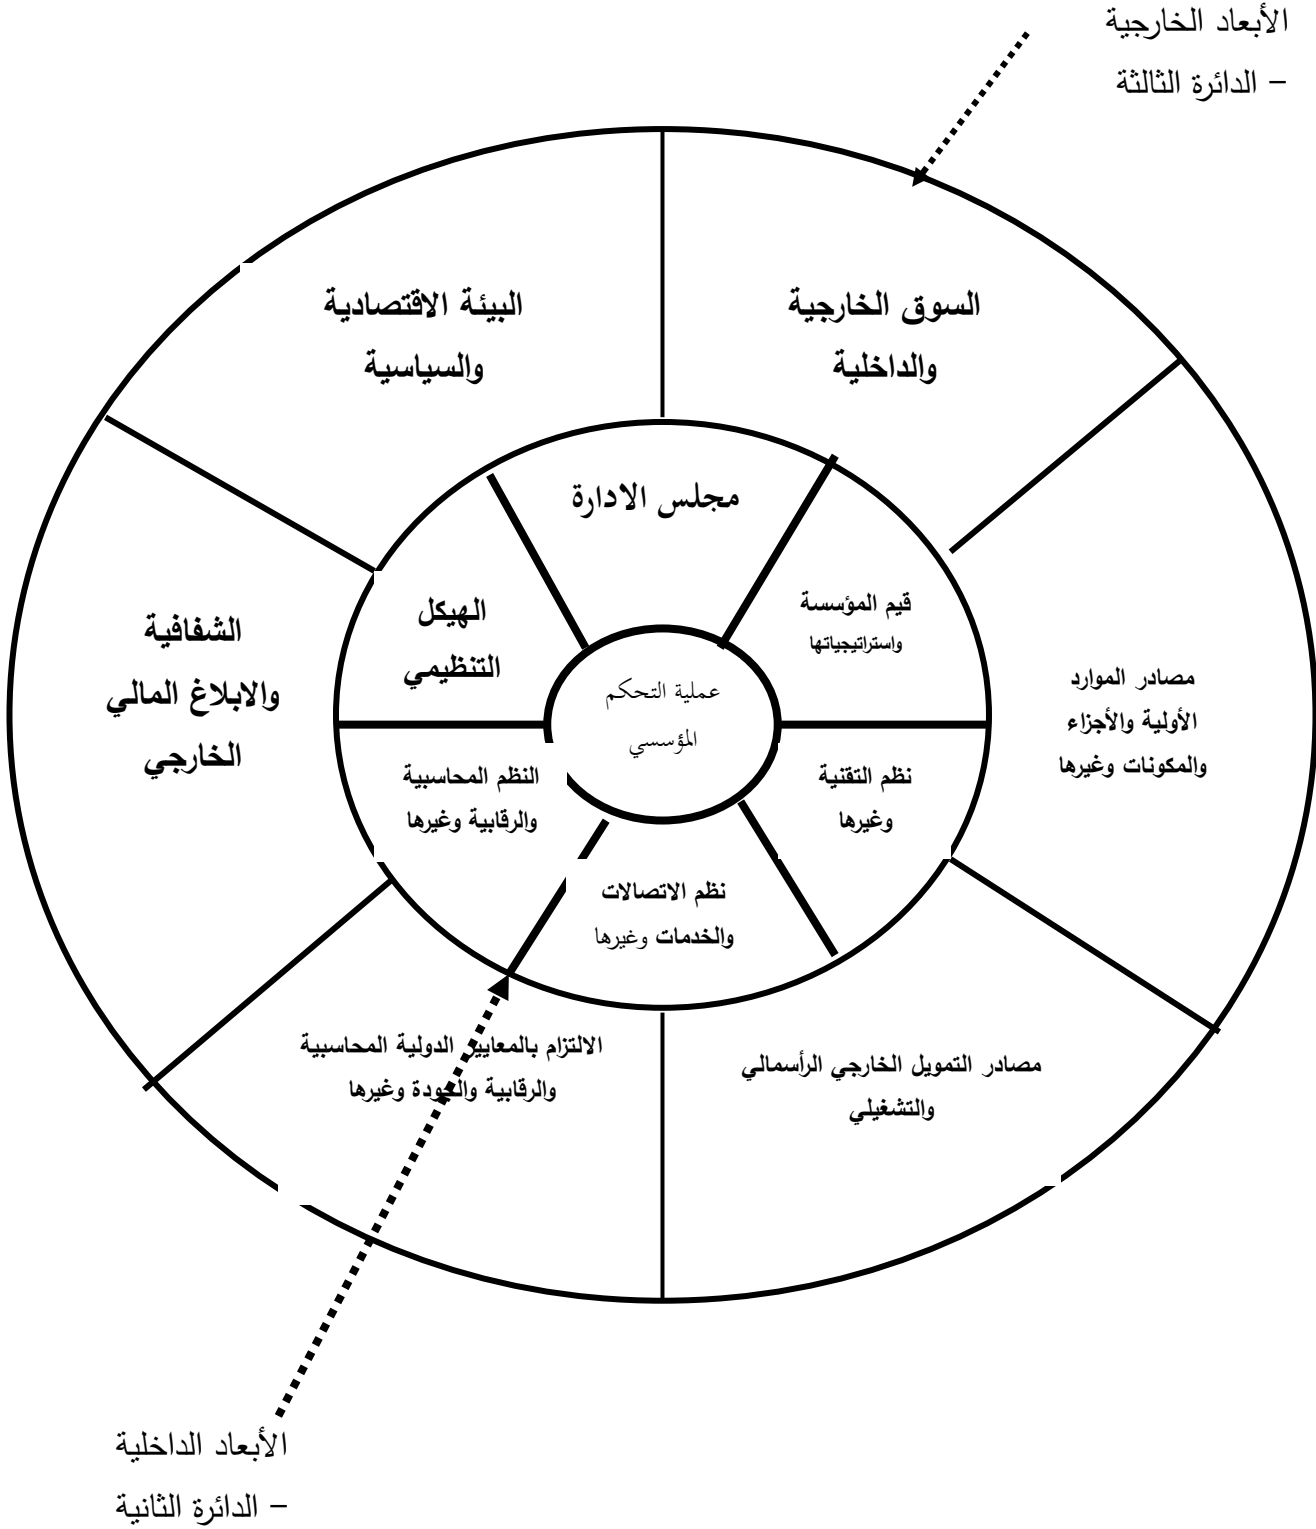 الأبعاد الخارجية
– الدائرة الثالثة
السوق الخارجية
والداخلية
البيئة الاقتصادية
والسياسية
مجلس الادارة
قيم المؤسسة
واستراتيجياتها
الهيكل
التنظيمي
الشفافية
والابلاغ المالي
الخارجي
عملية التحكم
المؤسسي
مصادر الموارد
الأولية والأجزاء
والمكونات وغيرها
نظم التقنية
وغيرها
النظم المحاسبية
والرقابية وغيرها
نظم الاتصالات
والخدمات وغيرها
مصادر التمويل الخارجي الرأسمالي
والتشغيلي
الالتزام بالمعايير الدولية المحاسبية
والرقابية والجودة وغيرها
الأبعاد الداخلية
– الدائرة الثانية